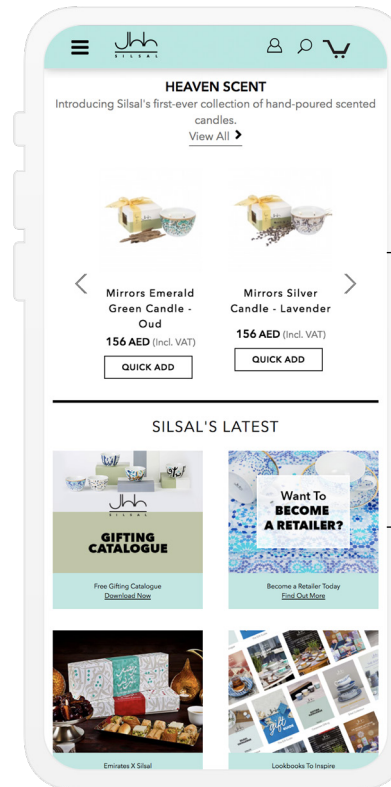 سلسال
SILSAL
HEAVEN SCENT
Introducing Silsal's first-ever collection of hand-poured scented
candles.
View All
Mirrors Emerald
Green Candle -
Oud
156 AED (Incl. VAT)
QUICK ADD
Mirrors Silver
Candle - Lavender
156 AED (Incl. VAT)
QUICK ADD
SILSAL'S LATEST
سلسال
SILSAL
GIFTING
CATALOGUE
Free Gifting Catalogue
Download Now
Want To
BECOME
A RETAILER?
Become a Retailer Today
Find Out More
Emirates X Silsal
gift
Lookbooks To Inspire